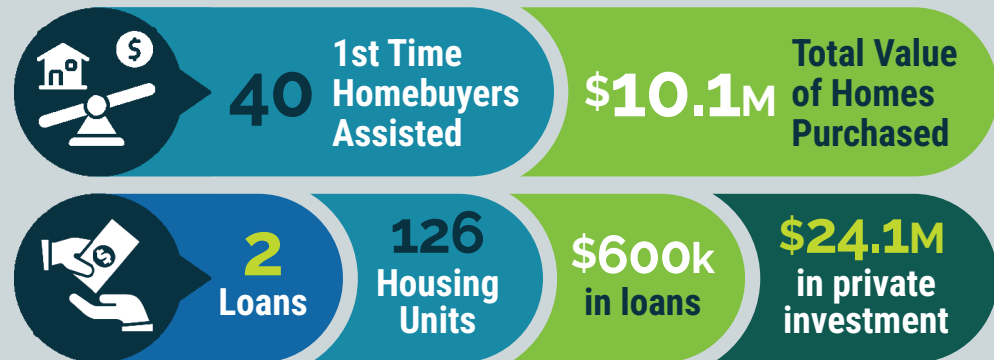 $
40
1st Time
Homebuyers
Assisted
$10.1M
Total Value
of Homes
Purchased
$
2
Loans
126
Housing
Units
$600k
in loans
$24.1M
in private
investment